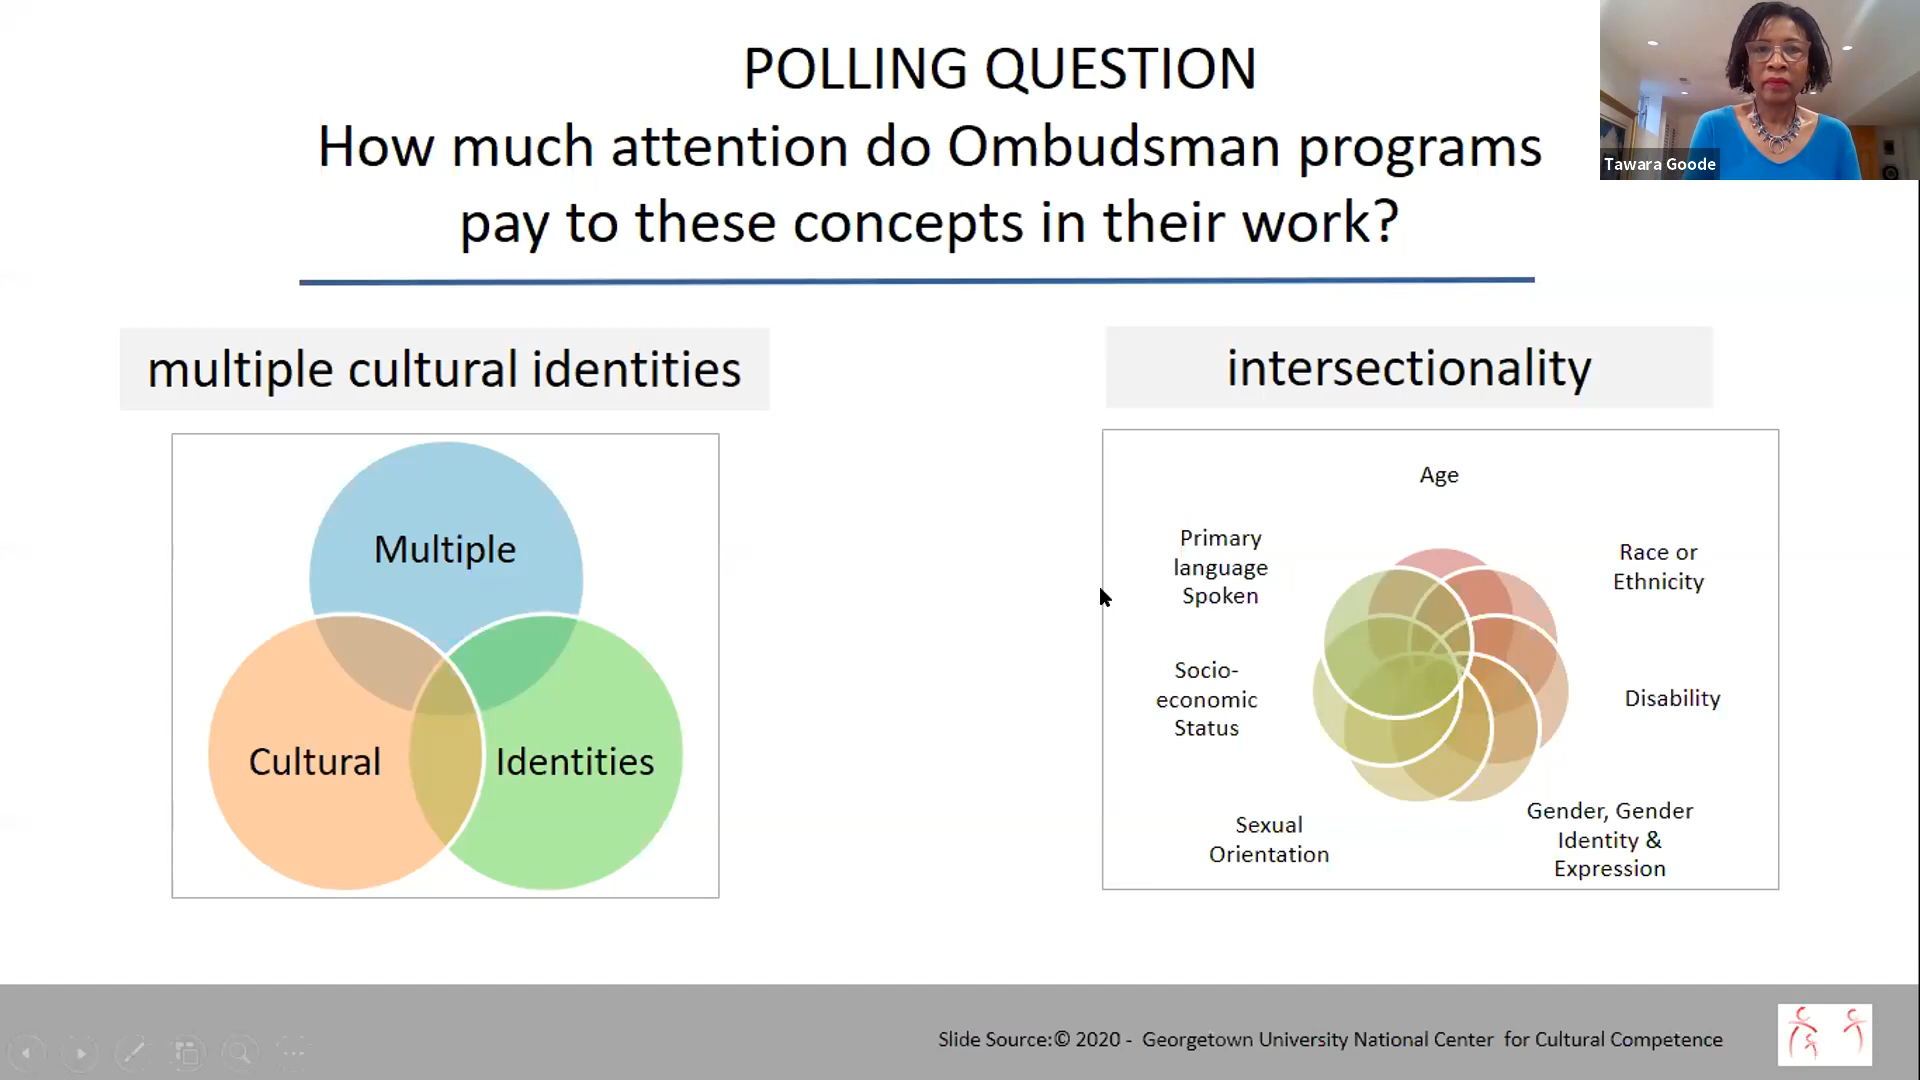 POLLING QUESTION
How much attention do Ombudsman programs
pay to these concepts in their work?
Tawara Goode
multiple cultural identities
Multiple
Cultural
Identities
intersectionality
Age
Primary
language
Spoken
Race or
Ethnicity
Socio-
economic
Status
Disability
Sexual
Orientation
Gender, Gender
Identity &
Expression
Slide Source:© 2020 - Georgetown University National Center for Cultural Competence